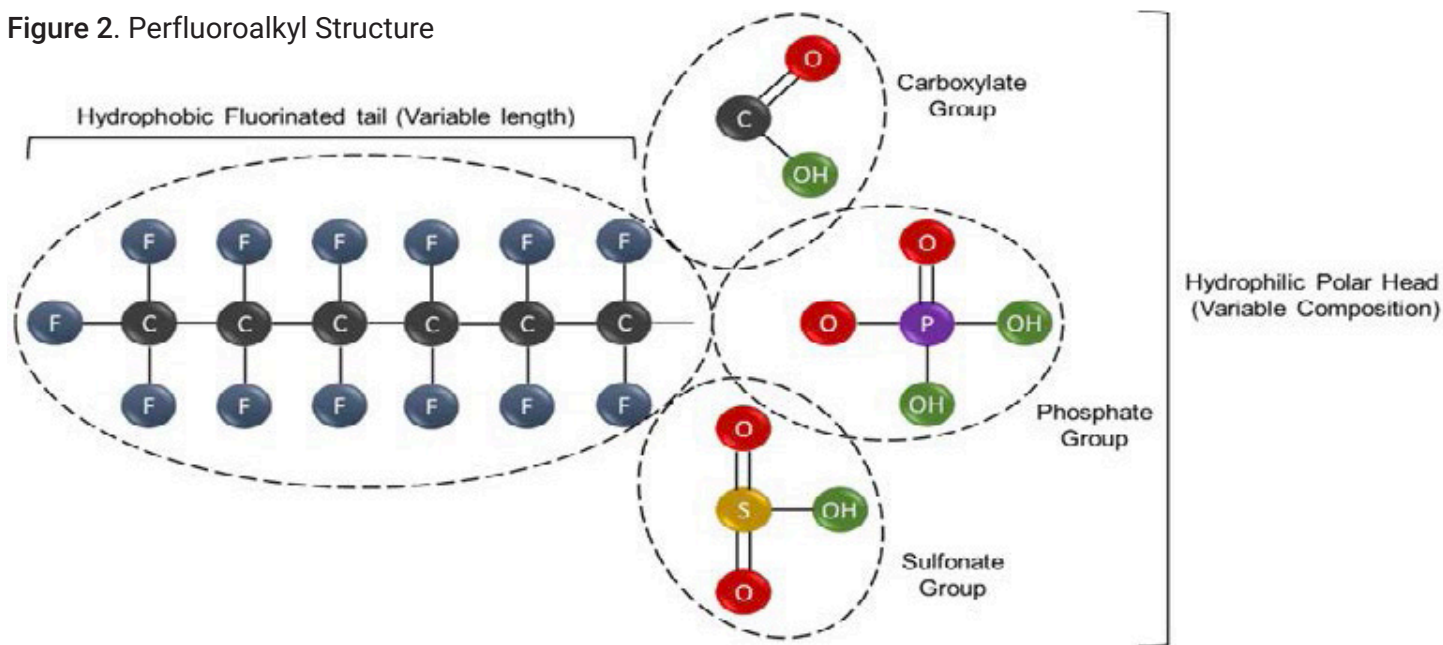 Figure 2. Perfluoroalkyl Structure
Hydrophobic Fluorinated tail (Variable length)
O
C
OH
Carboxylate
Group
F F F F F F
F C C C C C C
F F F F F F
O
O P OH
OH
Phosphate
Group
Hydrophilic Polar Head
(Variable Composition)
O
S OH
O
Sulfonate
Group